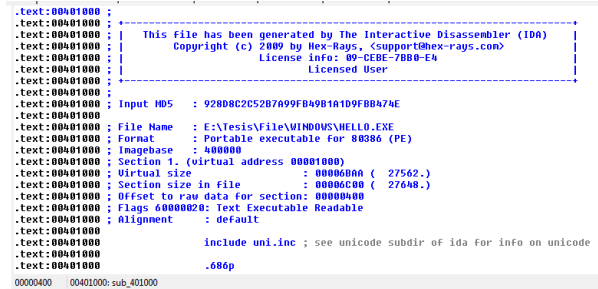 .text:00401000 ;
.text:00401000 ; +-------------------------------------------------------------------------+
.text:00401000 ; | This file has been generated by The Interactive Disassembler (IDA) |
.text:00401000 ; | Copyright (c) 2009 by Hex-Rays, <support@hex-rays.com> |
.text:00401000 ; | License info: 09-CEBE-7BB0-E4 |
.text:00401000 ; | Licensed User |
.text:00401000 ; +-------------------------------------------------------------------------+
.text:00401000 ;
.text:00401000 ; Input MD5 : 928D8C2C52B7A99FB49B1A1D9FBB474E
.text:00401000
.text:00401000 ; File Name : E:\Tesis\File\WINDOWS\HELLO.EXE
.text:00401000 ; Format : Portable executable for 80386 (PE)
.text:00401000 ; Imagebase : 400000
.text:00401000 ; Section 1. (virtual address 00001000)
.text:00401000 ; Virtual size : 00006BAA ( 27562.)
.text:00401000 ; Section size in file : 00006C00 ( 27648.)
.text:00401000 ; Offset to raw data for section: 00000400
.text:00401000 ; Flags 60000020: Text Executable Readable
.text:00401000 ; Alignment : default
.text:00401000
.text:00401000 include uni.inc ; see unicode subdir of ida for info on unicode
.text:00401000
.text:00401000 .686p
00000400 00401000: sub_401000